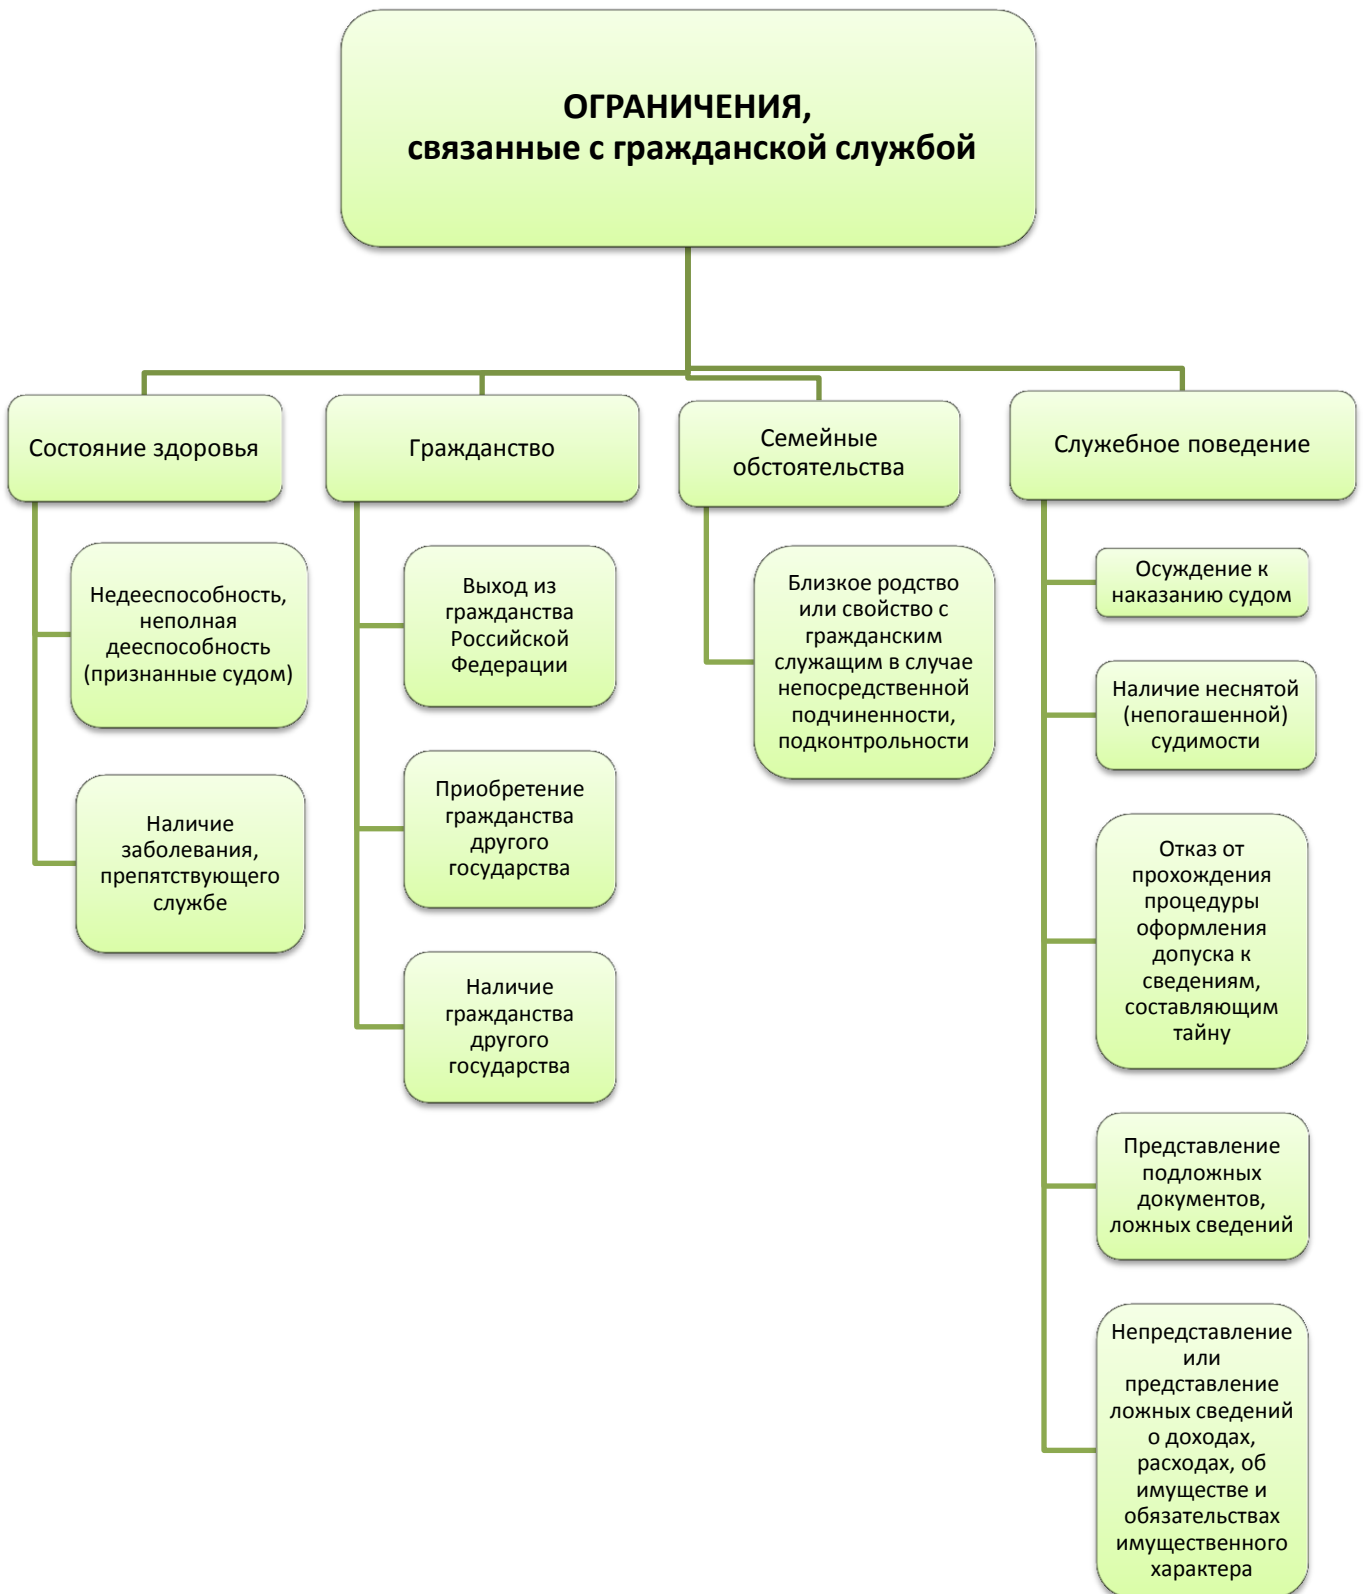 ОГРАНИЧЕНИЯ,
связанные с гражданской службой
Состояние здоровья
Недееспособность,
неполная
дееспособность
(признанные судом)
Наличие
заболевания,
препятствующего
службе
Гражданство
Выход из
гражданства
Российской
Федерации
Приобретение
гражданства
другого
государства
Наличие
гражданства
другого
государства
Семейные
обстоятельства
Близкое родство
или свойство с
гражданским
служащим в случае
непосредственной
подчиненности,
подконтрольности
Служебное поведение
Осуждение к
наказанию судом
Наличие неснятой
(непогашенной)
судимости
Отказ от
прохождения
процедуры
оформления
допуска к
сведениям,
составляющим
тайну
Представление
подложных
документов,
ложных сведений
Непредставление
или
представление
ложных сведений
о доходах,
расходах, об
имуществе и
обязательствах
имущественного
характера